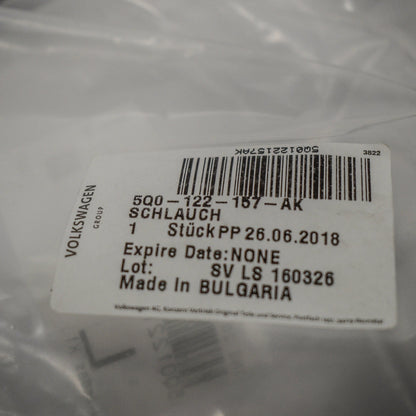 5Q0122157AK
3822
5Q0-122-157-AK
SCHLAUCH
1 Stück PP 26.06.2018
Expire Date:NONE
Lot: SV LS 160326
Made In BULGARIA
VOLKSWAGEN
GROUP